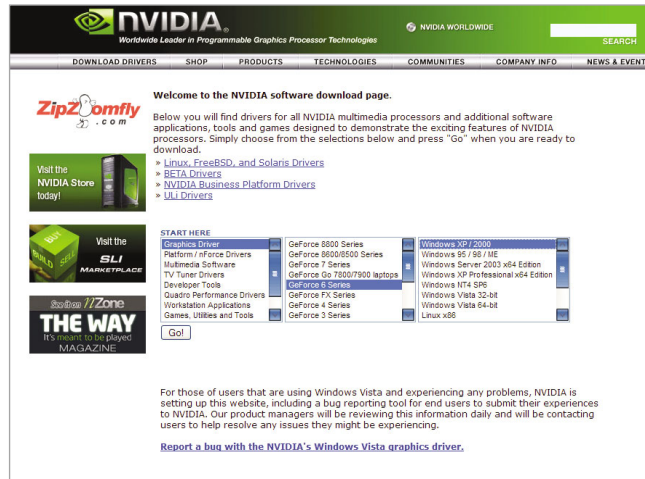 NVIDIA®
Worldwide Leader in Programmable Graphics Processor Technologies
NVIDIA WORLDWIDE
SEARCH
DOWNLOAD DRIVERS SHOP PRODUCTS TECHNOLOGIES COMMUNITIES COMPANY INFO NEWS & EVENT
ZipZoomfly
.com
Visit the
NVIDIA Store
today!
BUY
BUILD
SELL
Visit the
SLI
MARKETPLACE
nZone
THE WAY
It's meant to be played
MAGAZINE
Welcome to the NVIDIA software download page.
Below you will find drivers for all NVIDIA multimedia processors and additional software
applications, tools and games designed to demonstrate the exciting features of NVIDIA
processors. Simply choose from the selections below and press "Go" when you are ready to
download.
» Linux, FreeBSD, and Solaris Drivers
» BETA Drivers
» NVIDIA Business Platform Drivers
» ULi Drivers
START HERE
Graphics Driver
Platform / nForce Drivers
Multimedia Software
TV Tuner Drivers
Developer Tools
Quadro Performance Drivers
Workstation Applications
Games, Utilities and Tools
GeForce 8800 Series
GeForce 8600/8500 Series
GeForce 7 Series
GeForce Go 7800/7900 laptops
GeForce 6 Series
GeForce FX Series
GeForce 4 Series
GeForce 3 Series
Windows XP / 2000
Windows 95 / 98 / ME
Windows Server 2003 x64 Edition
Windows XP Professional x64 Edition
Windows NT4 SP6
Windows Vista 32-bit
Windows Vista 64-bit
Linux x86
Go!
For those of users that are using Windows Vista and experiencing any problems, NVIDIA is
setting up this website, including a bug reporting tool for end users to submit their experiences
to NVIDIA. Our product managers will be reviewing this information daily and will be contacting
users to help resolve any issues they might be experiencing.
Report a bug with the NVIDIA's Windows Vista graphics driver.